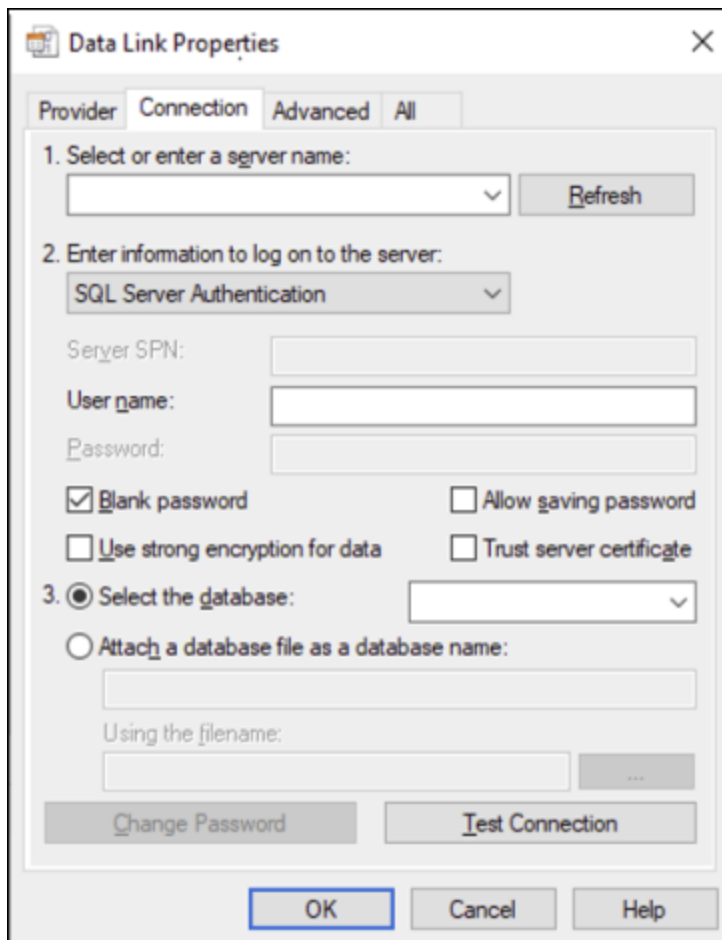 Data Link Properties
Provider Connection Advanced All
1. Select or enter a server name:
Refresh
2. Enter information to log on to the server:
SQL Server Authentication
Server SPN:
User name:
Password:
Blank password Allow saving password
Use strong encryption for data Trust server certificate
3. Select the database:
Attach a database file as a database name:
Using the filename:
...
Change Password Test Connection
OK Cancel Help